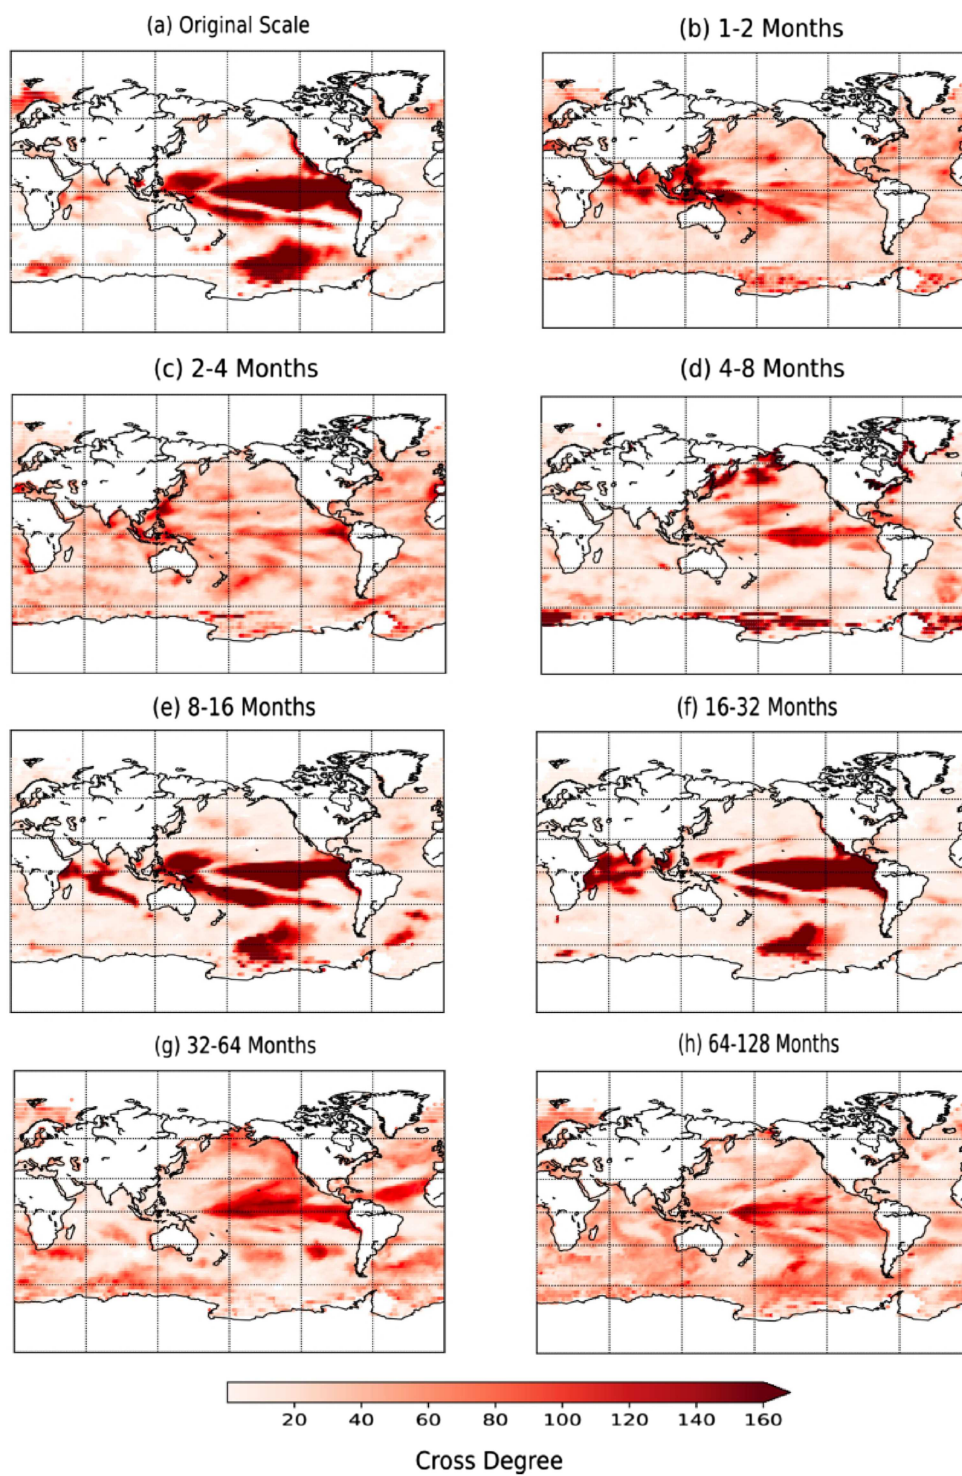 (a) Original Scale
(b) 1-2 Months
(c) 2-4 Months
(d) 4-8 Months
(e) 8-16 Months
(f) 16-32 Months
(g) 32-64 Months
(h) 64-128 Months
20 40 60 80 100 120 140 160
Cross Degree